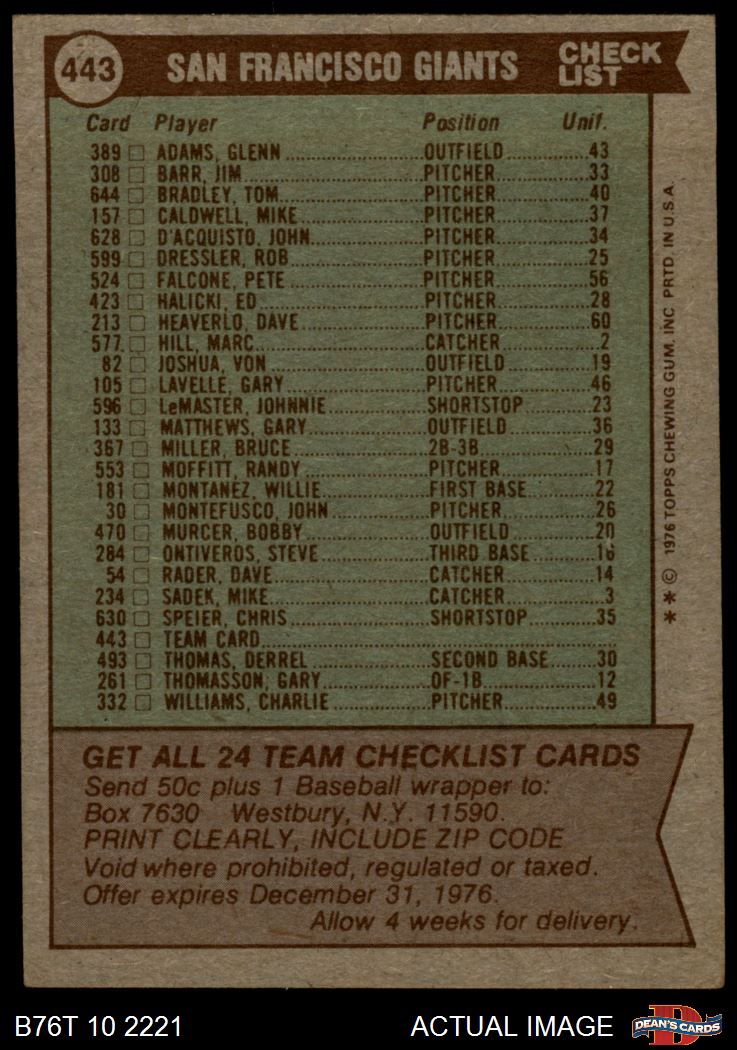 443 SAN FRANCISCO GIANTS CHECK LIST
Card Player Position Unif.
389 ADAMS, GLENN OUTFIELD 43
308 BARR, JIM PITCHER 33
644 BRADLEY, TOM PITCHER 40
157 CALDWELL, MIKE PITCHER 37
628 D'ACQUISTO, JOHN PITCHER 34
599 DRESSLER, ROB PITCHER 25
524 FALCONE, PETE PITCHER 56
423 HALICKI, ED PITCHER 28
213 HEAVERLO, DAVE PITCHER 60
577 HILL, MARC CATCHER 2
82 JOSHUA, VON OUTFIELD 19
105 LAVELLE, GARY PITCHER 46
596 LeMASTER, JOHNNIE SHORTSTOP 23
133 MATTHEWS, GARY OUTFIELD 36
367 MILLER, BRUCE 2B-3B 29
553 MOFFITT, RANDY PITCHER 17
181 MONTANEZ, WILLIE FIRST BASE 22
30 MONTEFUSCO, JOHN PITCHER 26
470 MURCER, BOBBY OUTFIELD 20
284 ONTIVEROS, STEVE THIRD BASE 16
54 RADER, DAVE CATCHER 14
234 SADEK, MIKE CATCHER 3
630 SPEIER, CHRIS SHORTSTOP 35
443 TEAM CARD
493 THOMAS, DERREL SECOND BASE 30
261 THOMASSON, GARY OF-1B 12
332 WILLIAMS, CHARLIE PITCHER 49
* * © 1976 TOPPS CHEWING GUM, INC. PRTD. IN U.S.A.
GET ALL 24 TEAM CHECKLIST CARDS
Send 50c plus 1 Baseball wrapper to:
Box 7630 Westbury, N.Y. 11590.
PRINT CLEARLY, INCLUDE ZIP CODE
Void where prohibited, regulated or taxed.
Offer expires December 31, 1976.
Allow 4 weeks for delivery.
B76T 10 2221 ACTUAL IMAGE DEAN'S CARDS